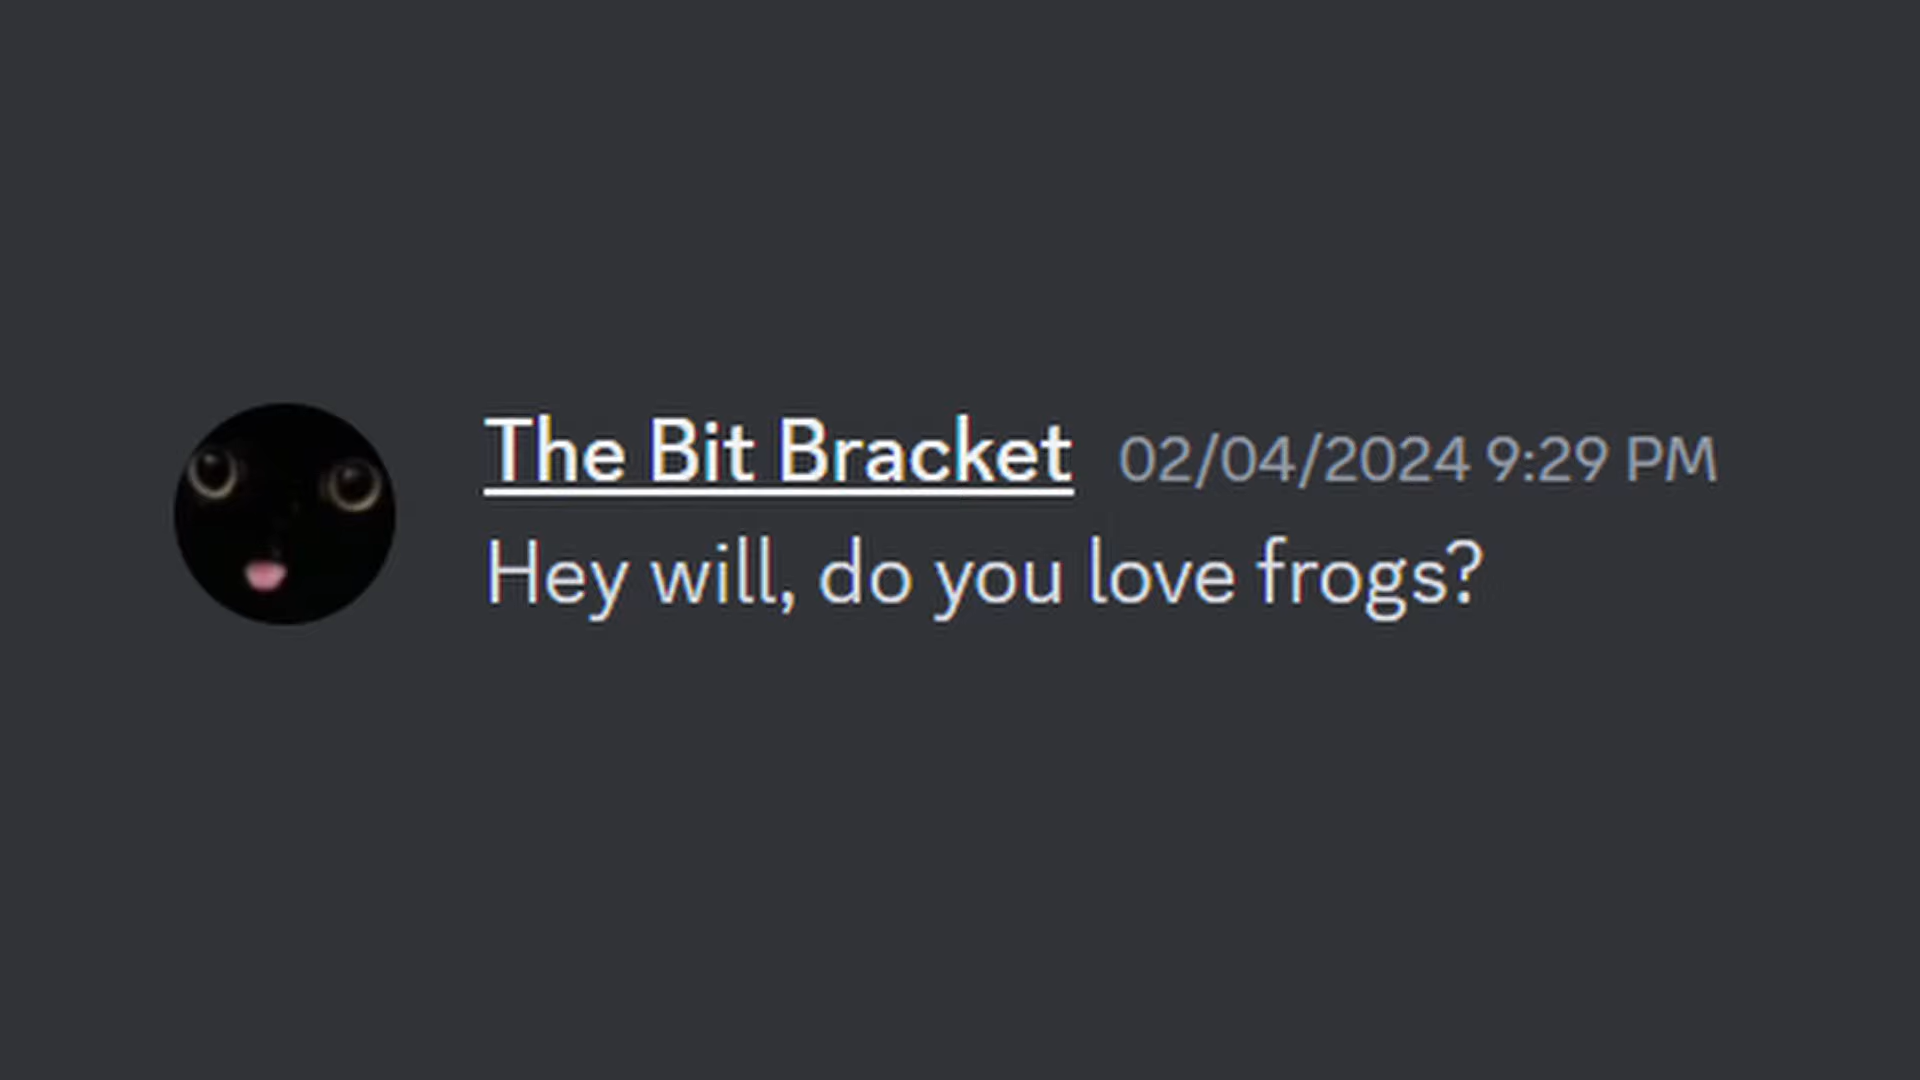 The Bit Bracket 02/04/2024 9:29 PM
Hey will, do you love frogs?